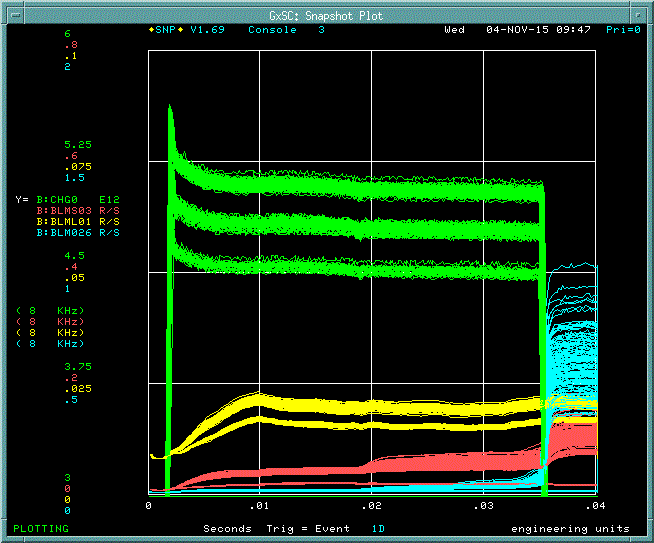 GxSC: Snapshot Plot
◆SNP◆ V1.69 Console 3 Wed 04-NOV-15 09:47 Pri=0
6
.8
.1
2
5.25
.6
.075
1.5
Y= B:CHG0 E12
B:BLMS03 R/S
B:BLML01 R/S
B:BLM026 R/S
4.5
.4
.05
1
( 8 KHz)
( 8 KHz)
( 8 KHz)
( 8 KHz)
3.75
.2
.025
.5
3
0
0
0
0 .01 .02 .03 .04
PLOTTING Seconds Trig = Event 1D engineering units